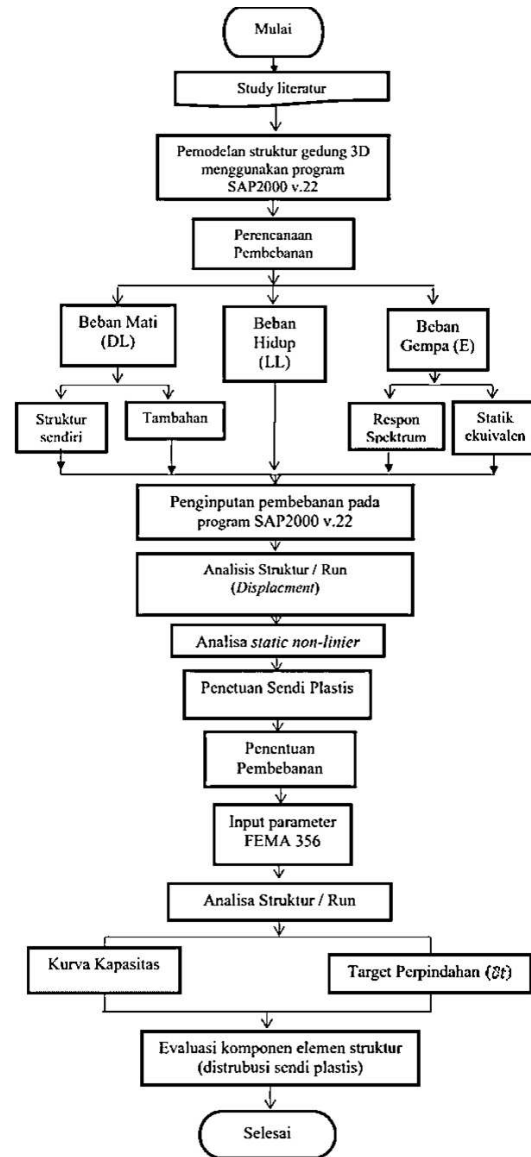 Mulai
Study literatur
Pemodelan struktur gedung 3D
menggunakan program
SAP2000 v.22
Perencanaan
Pembebanan
Beban Mati
(DL)
Beban
Hidup
(LL)
Beban
Gempa (E)
Struktur
sendiri
Tambahan
Respon
Spektrum
Statik
ekuivalen
Penginputan pembebanan pada
program SAP2000 v.22
Analisis Struktur / Run
(Displacment)
Analisa static non-linier
Penetuan Sendi Plastis
Penentuan
Pembebanan
Input parameter
FEMA 356
Analisa Struktur / Run
Kurva Kapasitas
Target Perpindahan (δt)
Evaluasi komponen elemen struktur
(distrubusi sendi plastis)
Selesai